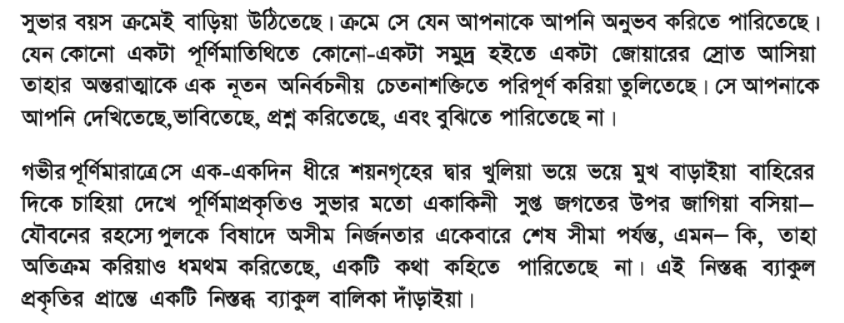 সুভার বয়স ক্রমেই বাড়িয়া উঠিতেছে। ক্রমে সে যেন আপনাকে আপনি অনুভব করিতে পারিতেছে।
যেন কোনো একটা পূর্ণিমাতিথিতে কোনো-একটা সমুদ্র হইতে একটা জোয়ারের স্রোত আসিয়া
তাহার অন্তরাত্মাকে এক নূতন অনির্বচনীয় চেতনাশক্তিতে পরিপূর্ণ করিয়া তুলিতেছে। সে আপনাকে
আপনি দেখিতেছে,ভাবিতেছে, প্রশ্ন করিতেছে, এবং বুঝিতে পারিতেছে না।
গভীর পূর্ণিমারাত্রে সে এক-একদিন ধীরে শয়নগৃহের দ্বার খুলিয়া ভয়ে ভয়ে মুখ বাড়াইয়া বাহিরের
দিকে চাহিয়া দেখে পূর্ণিমাপ্রকৃতিও সুভার মতো একাকিনী সুপ্ত জগতের উপর জাগিয়া বসিয়া–
যৌবনের রহস্যে পুলকে বিষাদে অসীম নির্জনতার একেবারে শেষ সীমা পর্যন্ত, এমন– কি, তাহা
অতিক্রম করিয়াও ধমথম করিতেছে, একটি কথা কহিতে পারিতেছে না। এই নিস্তব্ধ ব্যাকুল
প্রকৃতির প্রান্তে একটি নিস্তব্ধ ব্যাকুল বালিকা দাঁড়াইয়া।